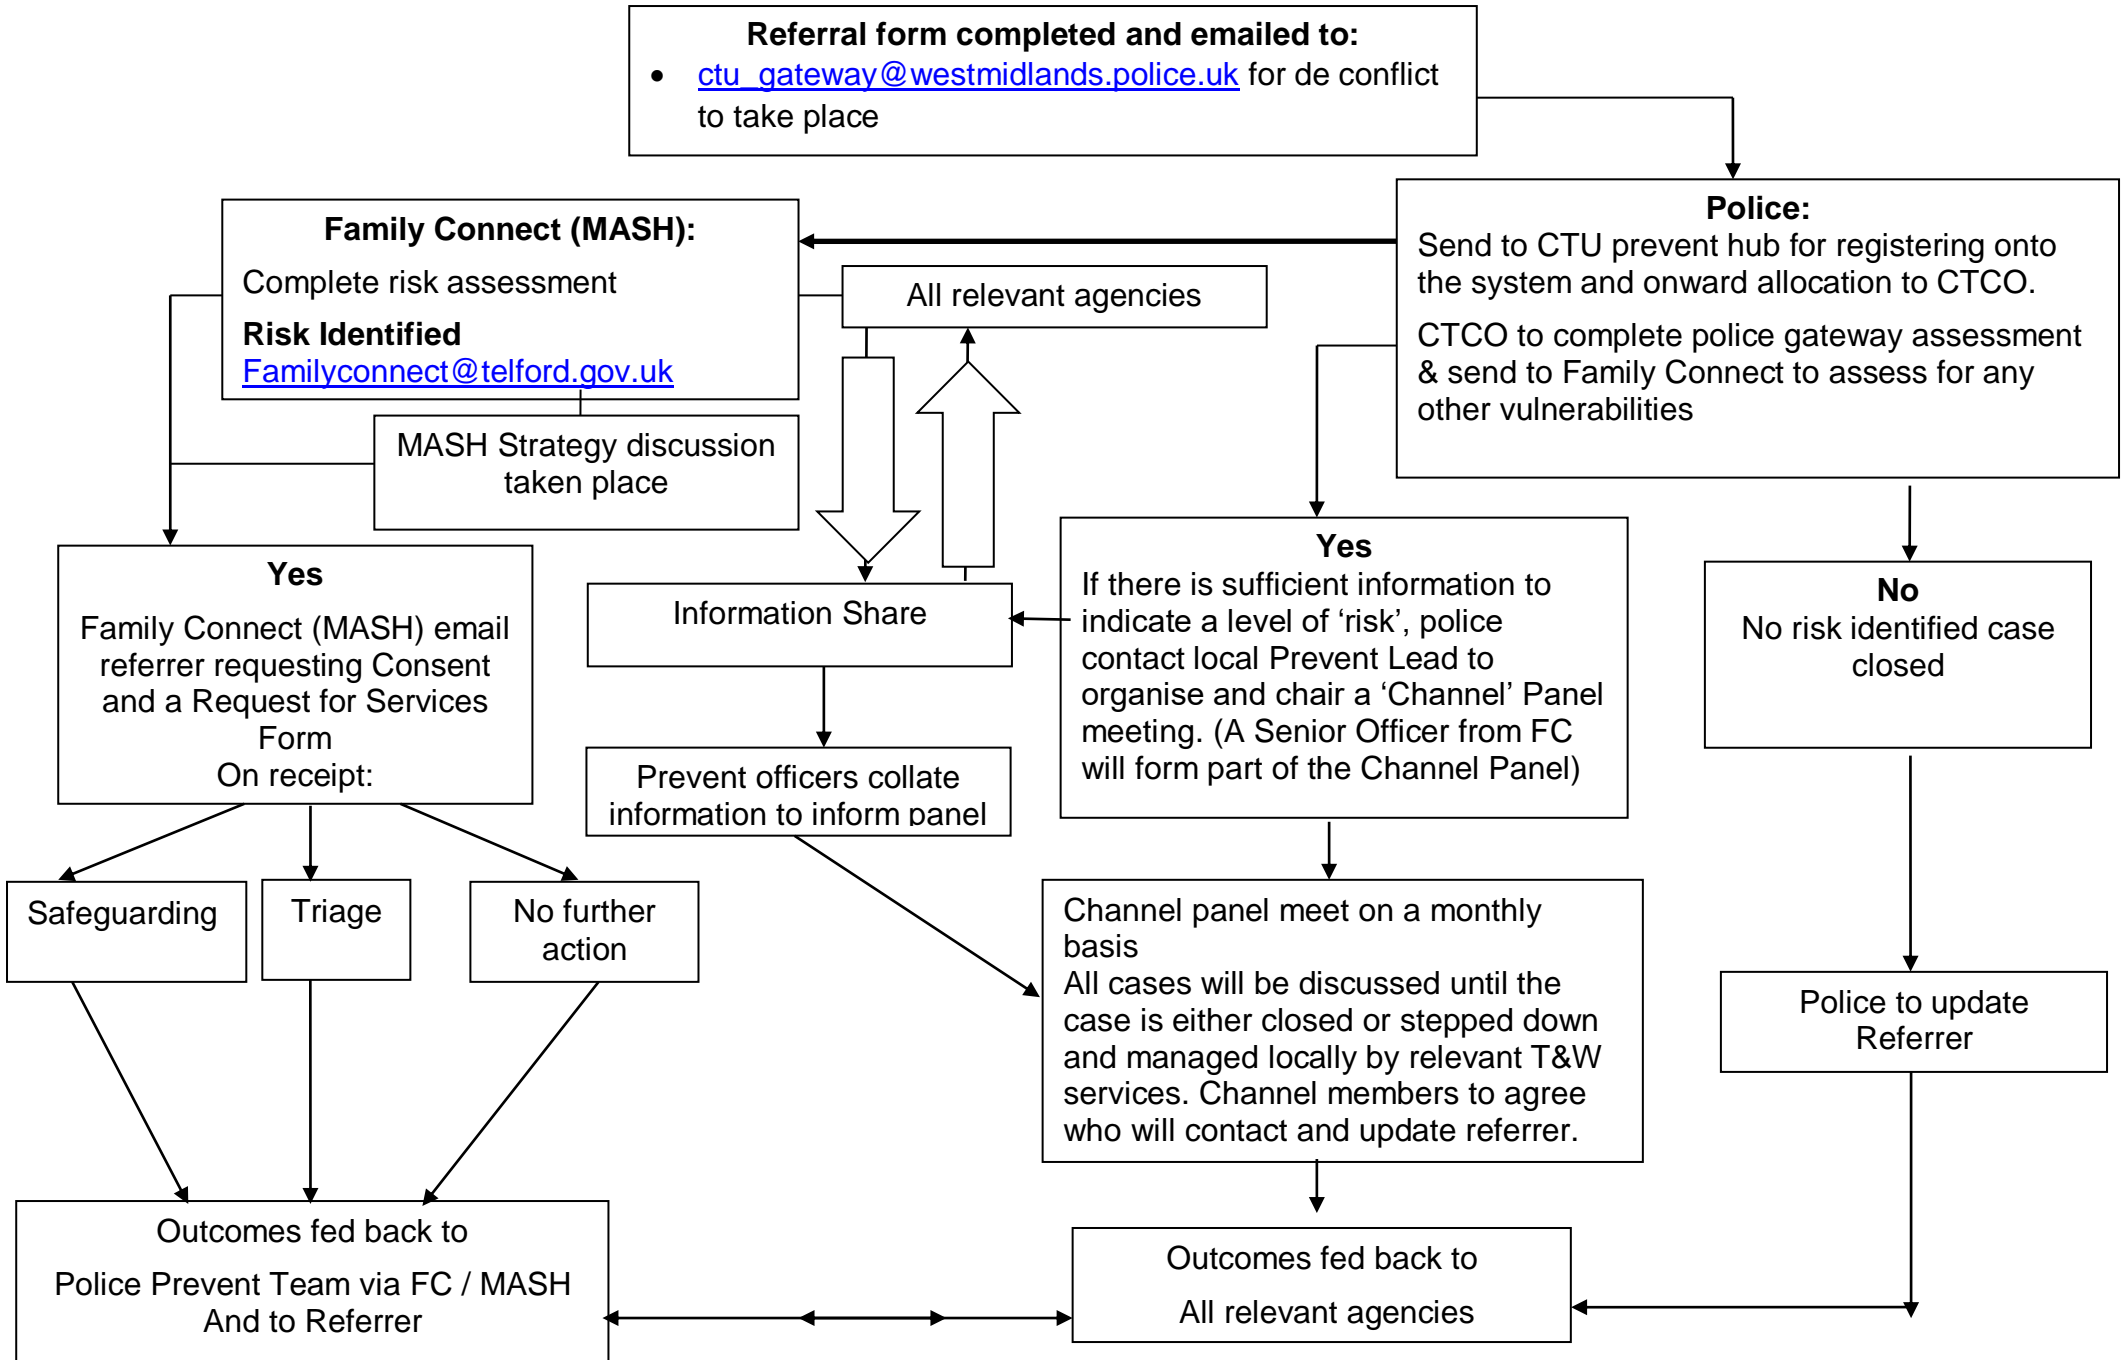 Referral form completed and emailed to:
• ctu_gateway@westmidlands.police.uk for de conflict
to take place
Family Connect (MASH):
Complete risk assessment
Risk Identified
Familyconnect@telford.gov.uk
All relevant agencies
Police:
Send to CTU prevent hub for registering onto
the system and onward allocation to CTCO.
CTCO to complete police gateway assessment
& send to Family Connect to assess for any
other vulnerabilities
MASH Strategy discussion
taken place
Yes
Family Connect (MASH) email
referrer requesting Consent
and a Request for Services
Form
On receipt:
Information Share
Yes
If there is sufficient information to
indicate a level of ‘risk’, police
contact local Prevent Lead to
organise and chair a ‘Channel’ Panel
meeting. (A Senior Officer from FC
will form part of the Channel Panel)
No
No risk identified case
closed
Prevent officers collate
information to inform panel
Safeguarding
Triage
No further
action
Channel panel meet on a monthly
basis
All cases will be discussed until the
case is either closed or stepped down
and managed locally by relevant T&W
services. Channel members to agree
who will contact and update referrer.
Police to update
Referrer
Outcomes fed back to
Police Prevent Team via FC / MASH
And to Referrer
Outcomes fed back to
All relevant agencies